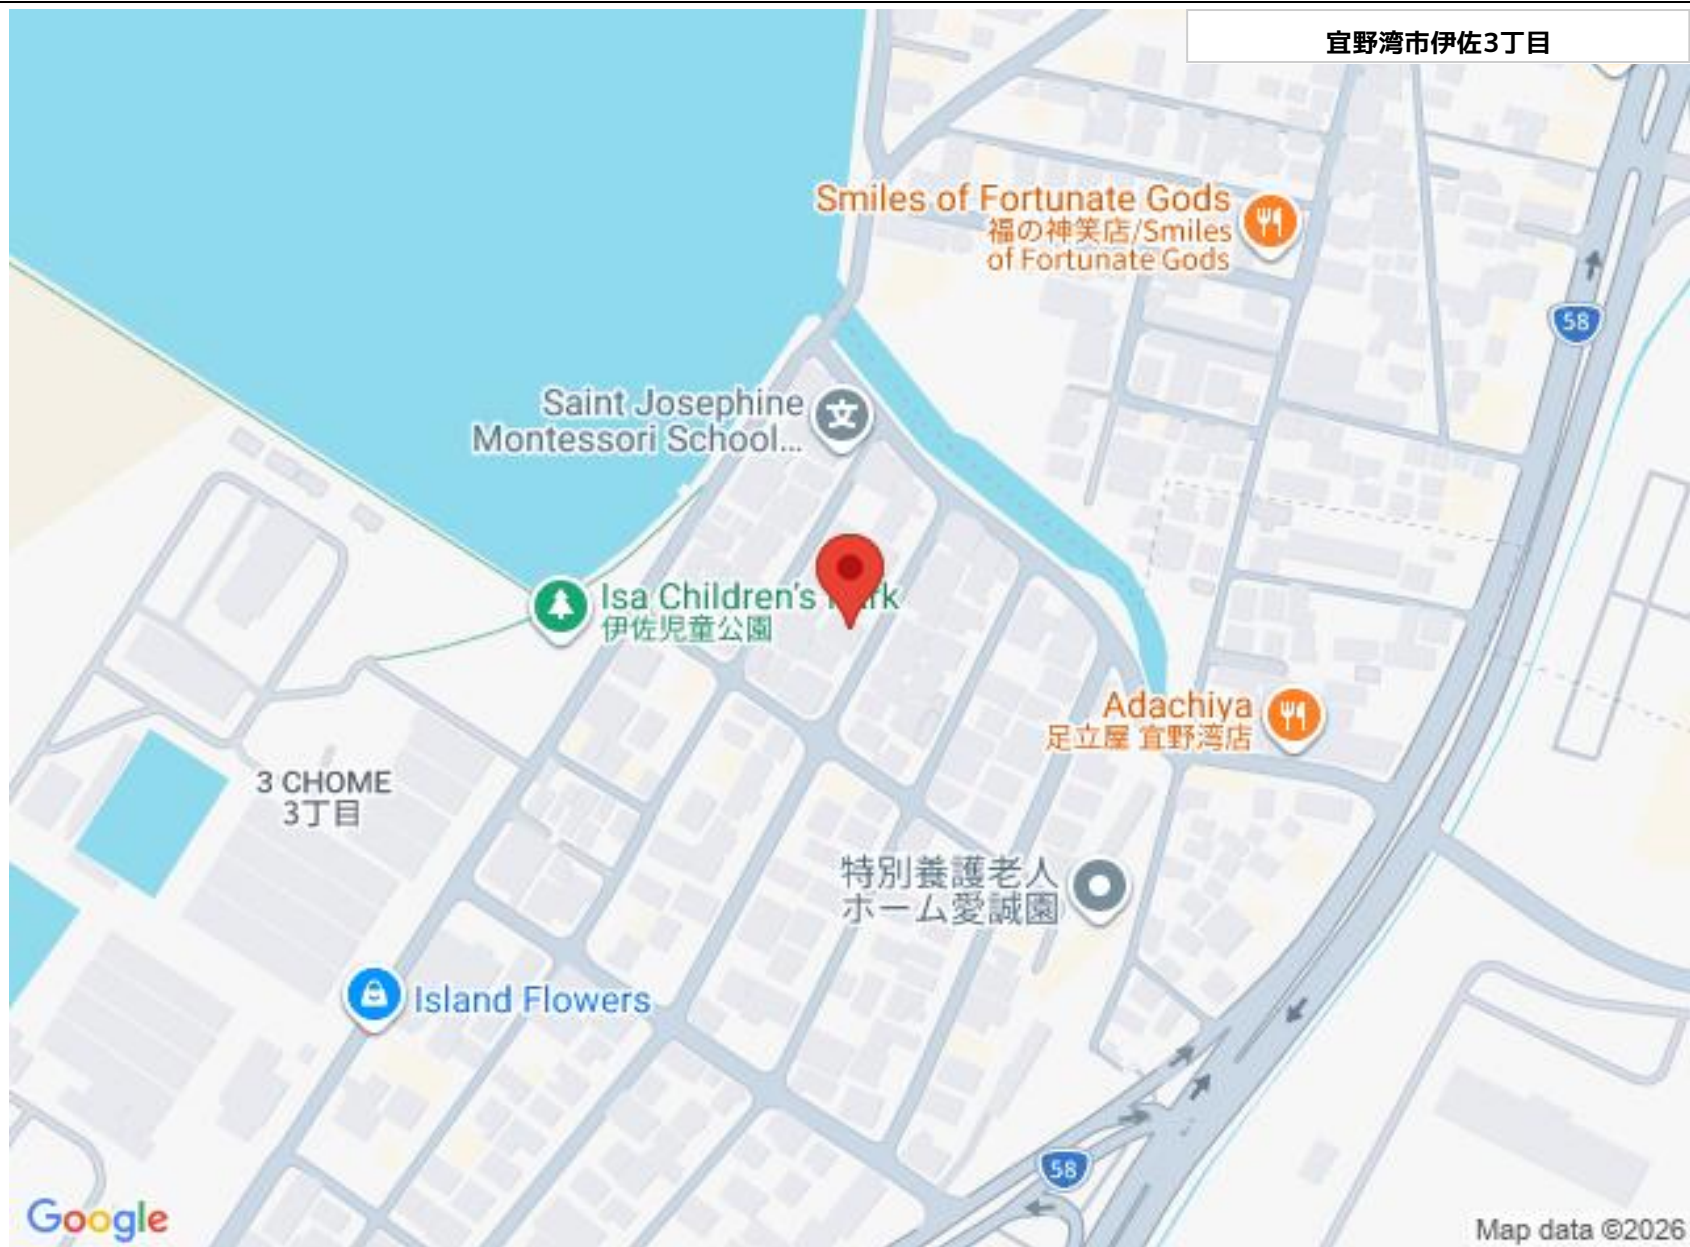 宜野湾市伊佐3丁目
Smiles of Fortunate Gods
福の神笑店/Smiles
of Fortunate Gods
58
Saint Josephine
Montessori School...
文
Isa Children's Park
伊佐児童公園
Adachiya
足立屋 宜野湾店
3 CHOME
3丁目
特別養護老人
ホーム愛誠園
Island Flowers
58
Google
Map data ©2026